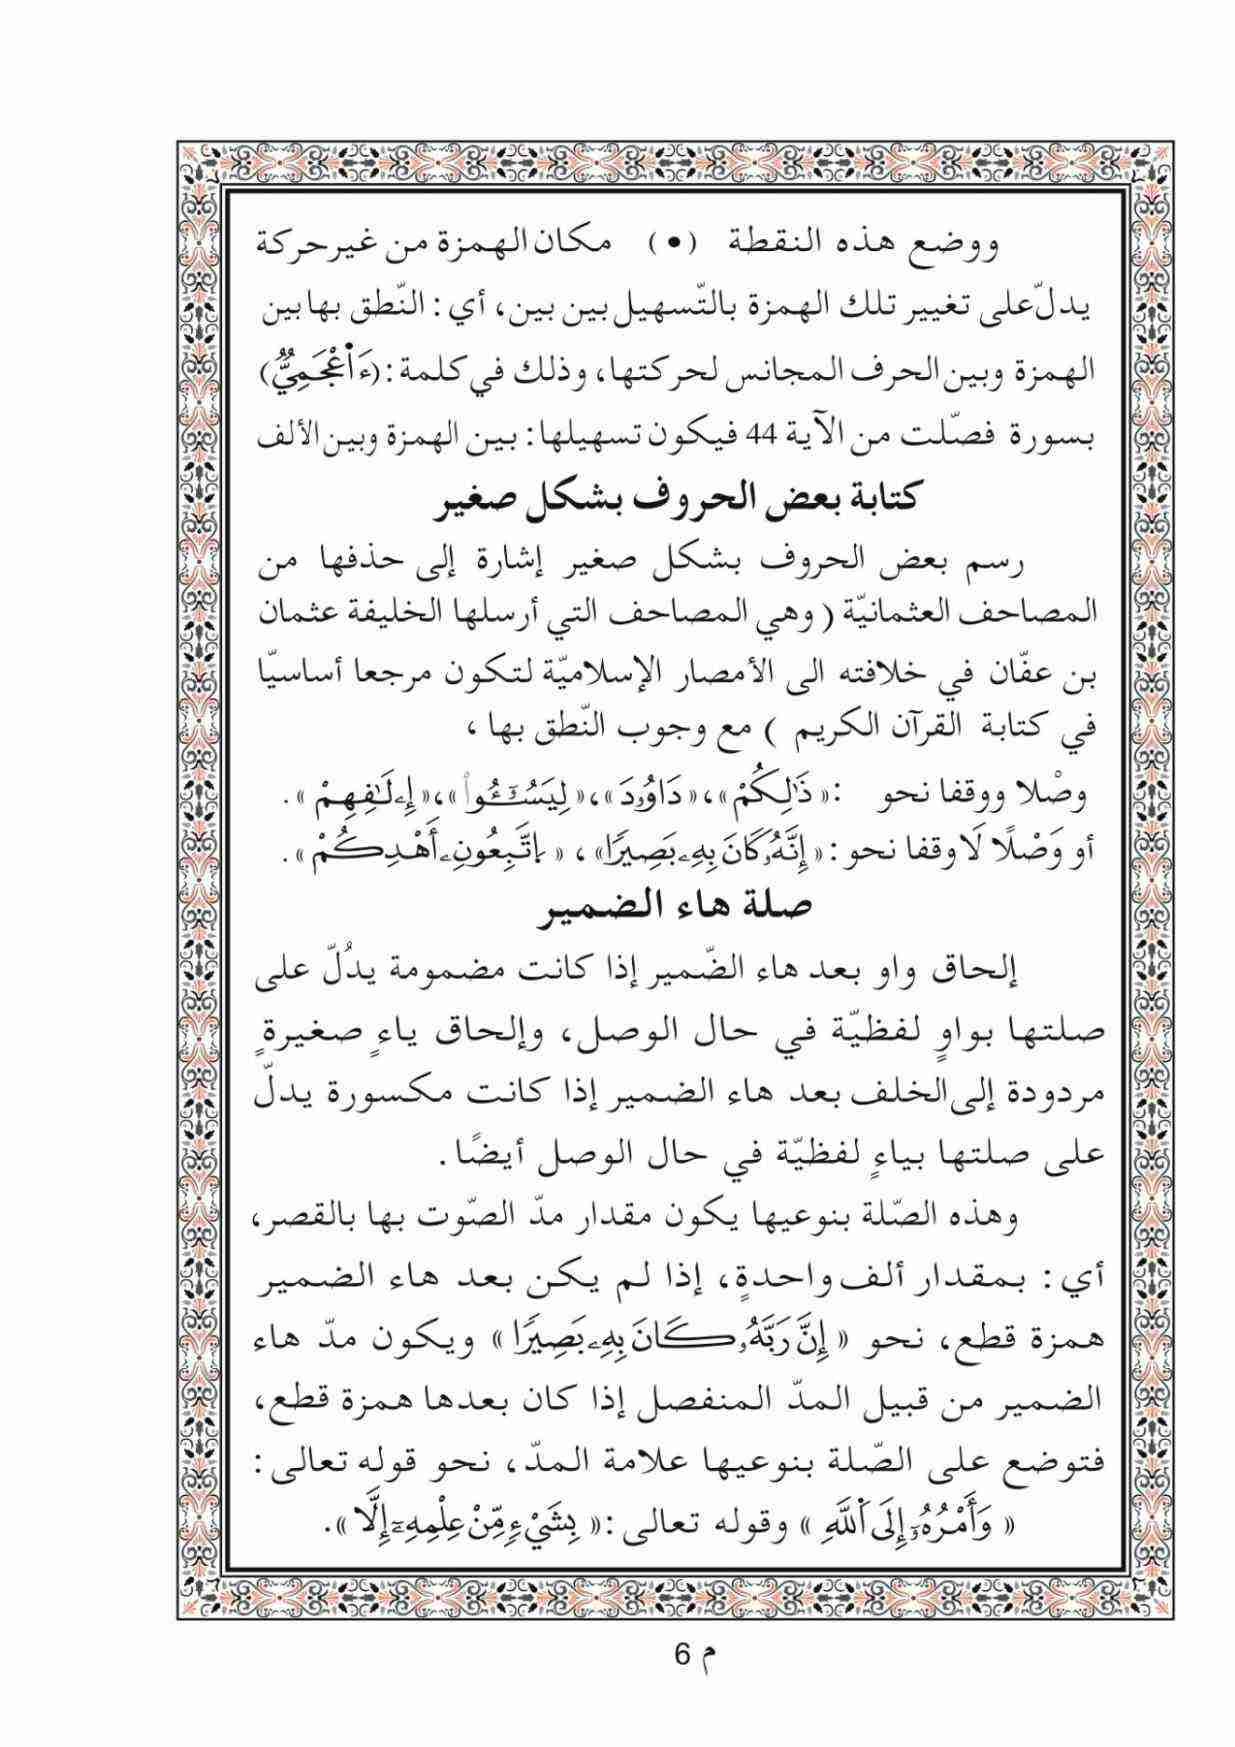 ووضع هذه النقطة (•) مكان الهمزة من غير حركة
يدلّ على تغيير تلك الهمزة بالتّسهيل بين بين، أي : النّطق بها بين
الهمزة وبين الحرف المجانس لحركتها، وذلك في كلمة : (ءَا۬عْجَمِيٌّ)
بسورة فصّلت من الآية 44 فيكون تسهيلها : بين الهمزة وبين الألف
كتابة بعض الحروف بشكل صغير
رسم بعض الحروف بشكل صغير إشارة إلى حذفها من
المصاحف العثمانيّة ( وهي المصاحف التي أرسلها الخليفة عثمان
بن عفّان في خلافته الى الأمصار الإسلاميّة لتكون مرجعا أساسيّا
في كتابة القرآن الكريم ) مع وجوب النّطق بها ،
وصْلا ووقفا نحو : « ذَٰلِكُمْ »، « دَاوُۥدَ »، « لِيَسُـۥٓـُٔواْ »، « إِۦلَٰفِهِمْ » .
أو وَصْلًا لَا وقفا نحو : « إِنَّهُۥ كَانَ بِهِۦ بَصِيرًا» ، « اِتَّبِعُونِۦ أَهْدِكُمْ » .
صلة هاء الضمير
إلحاق واو بعد هاء الضّمير إذا كانت مضمومة يدُلّ على
صلتها بواوٍ لفظيّة في حال الوصل، وإلحاق ياءٍ صغيرةٍ
مردودة إلى الخلف بعد هاء الضمير إذا كانت مكسورة يدلّ
على صلتها بياءٍ لفظيّة في حال الوصل أيضًا .
وهذه الصّلة بنوعيها يكون مقدار مدّ الصّوت بها بالقصر،
أي : بمقدار ألف واحدةٍ، إذا لم يكن بعد هاء الضمير
همزة قطع، نحو « إِنَّ رَبَّهُۥ كَانَ بِهِۦ بَصِيرًا » ويكون مدّ هاء
الضمير من قبيل المدّ المنفصل إذا كان بعدها همزة قطع،
فتوضع على الصّلة بنوعيها علامة المدّ، نحو قوله تعالى :
« وَأَمْرُهُۥٓ إِلَى اَ۬للَّهِ » وقوله تعالى :« بِشَيْءٖ مِّنْ عِلْمِهِۦٓ إِلَّا ».
م 6